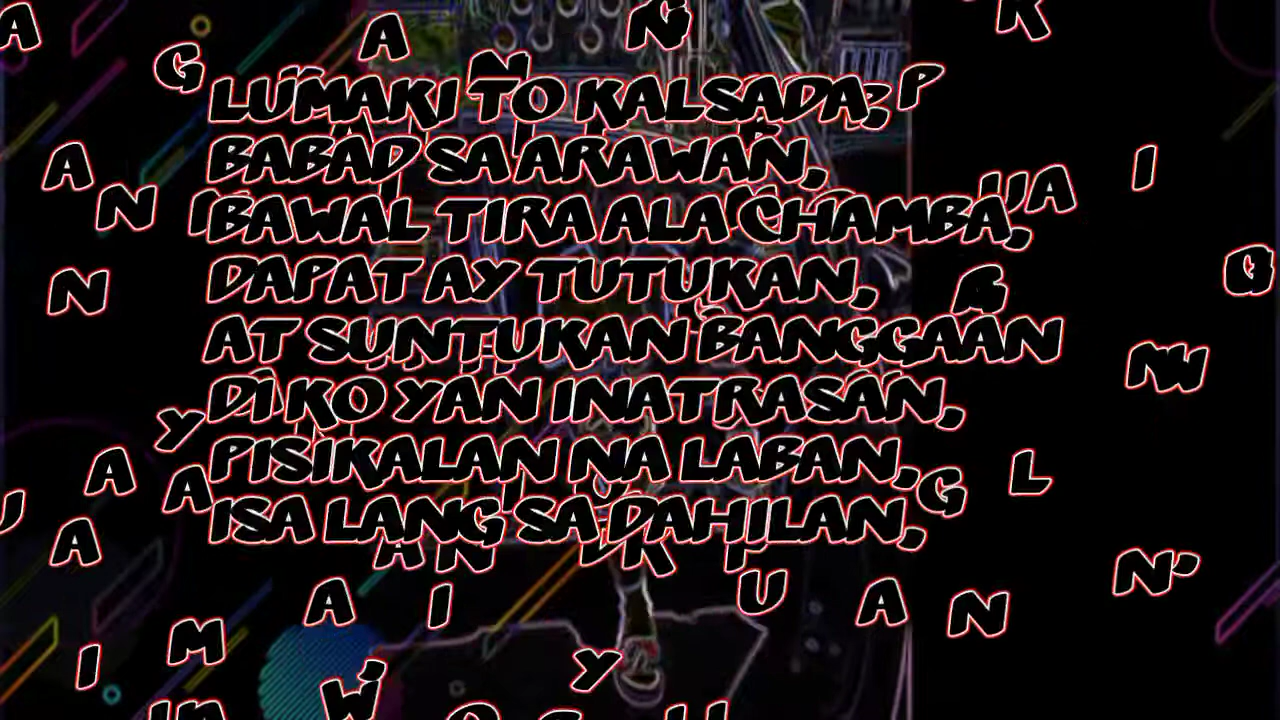 LUMAKI TO KALSADA,
BABAD SA ARAWAN,
BAWAL TIRA ALA CHAMBA,
DAPAT AY TUTUKAN,
AT SUNTUKAN BANGGAAN
DI KO YAN INATRASAN,
PISIKALAN NA LABAN,
ISA LANG SA DAHILAN,